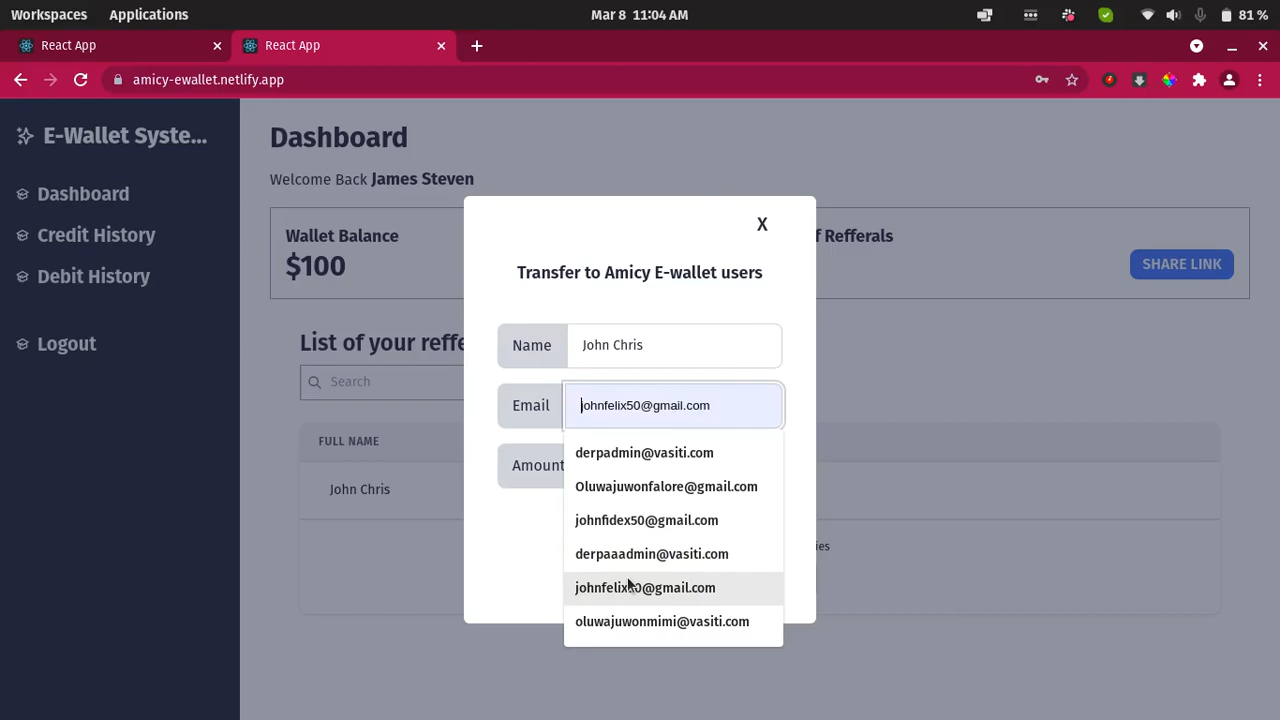 Workspaces Applications Mar 8 11:04 AM 81 %
React App React App
amicy-ewallet.netlify.app
E-Wallet Syste...
Dashboard
Credit History
Debit History
Logout
Dashboard
Welcome Back James Steven
Wallet Balance
$100
f Refferals
SHARE LINK
List of your reffe
Search
FULL NAME
John Chris
ies
X
Transfer to Amicy E-wallet users
Name John Chris
Email johnfelix50@gmail.com
Amount
derpadmin@vasiti.com
Oluwajuwonfalore@gmail.com
johnfidex50@gmail.com
derpaaadmin@vasiti.com
johnfelix50@gmail.com
oluwajuwonmimi@vasiti.com